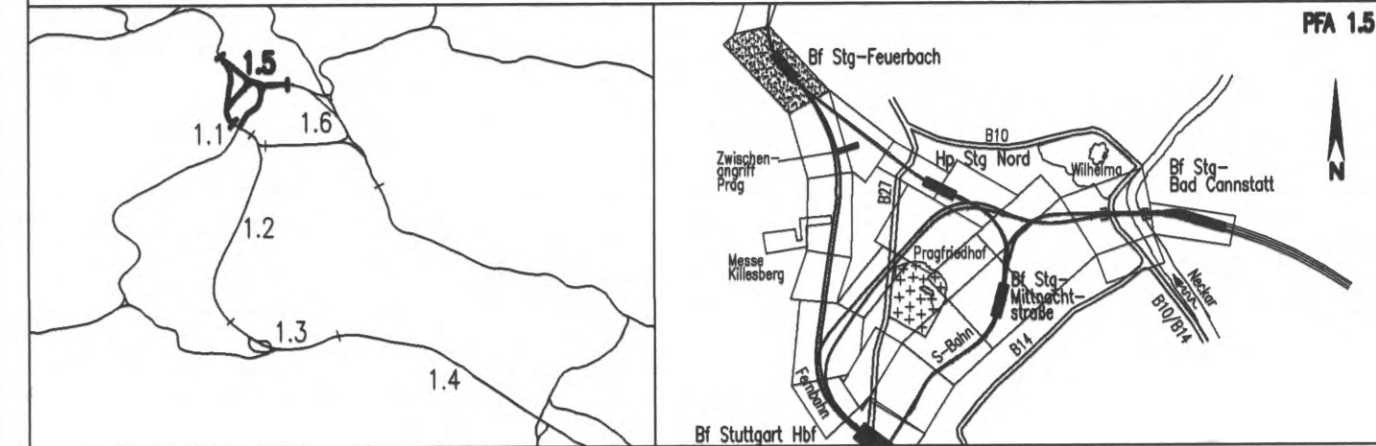 1.5
1.1
1.6
1.2
1.3
1.4
PFA 1.5
Bf Stg-Feuerbach
N
B10
Hp Stg Nord
Wilhelma
Zwischen-
angriff
Prag
Bf Stg-
Bad Cannstatt
B27
Messe
Killesberg
Pragfriedhof
Bf Stg-
Mittnacht-
straße
Neckar
B10/B14
S-Bahn
B14
Fernbahn
Bf Stuttgart Hbf